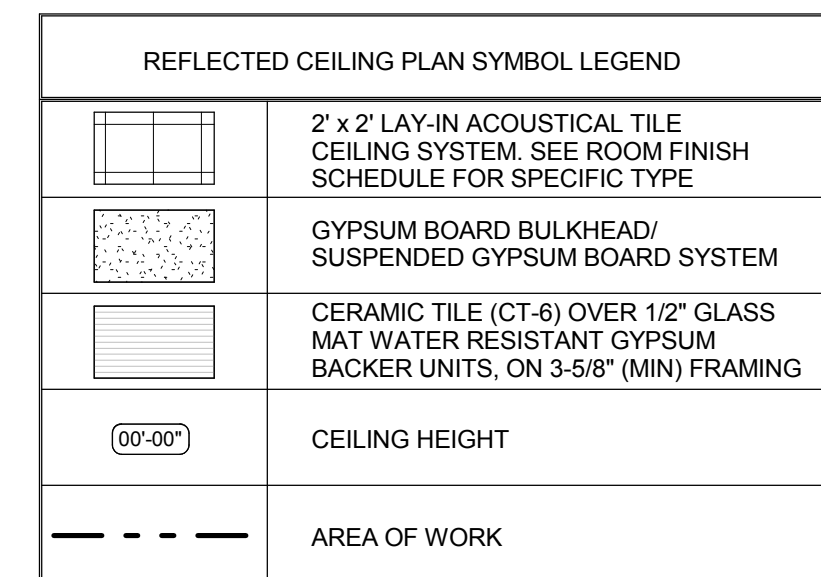 REFLECTED CEILING PLAN SYMBOL LEGEND
2' x 2' LAY-IN ACOUSTICAL TILE
CEILING SYSTEM. SEE ROOM FINISH
SCHEDULE FOR SPECIFIC TYPE
GYPSUM BOARD BULKHEAD/
SUSPENDED GYPSUM BOARD SYSTEM
CERAMIC TILE (CT-6) OVER 1/2" GLASS
MAT WATER RESISTANT GYPSUM
BACKER UNITS, ON 3-5/8" (MIN) FRAMING
00'-00"
CEILING HEIGHT
AREA OF WORK